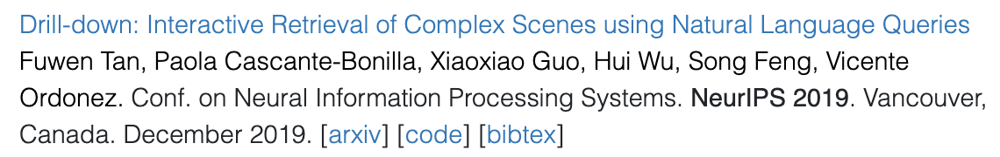 Drill-down: Interactive Retrieval of Complex Scenes using Natural Language Queries
Fuwen Tan, Paola Cascante-Bonilla, Xiaoxiao Guo, Hui Wu, Song Feng, Vicente
Ordonez. Conf. on Neural Information Processing Systems. NeurIPS 2019. Vancouver,
Canada. December 2019. [arxiv] [code] [bibtex]